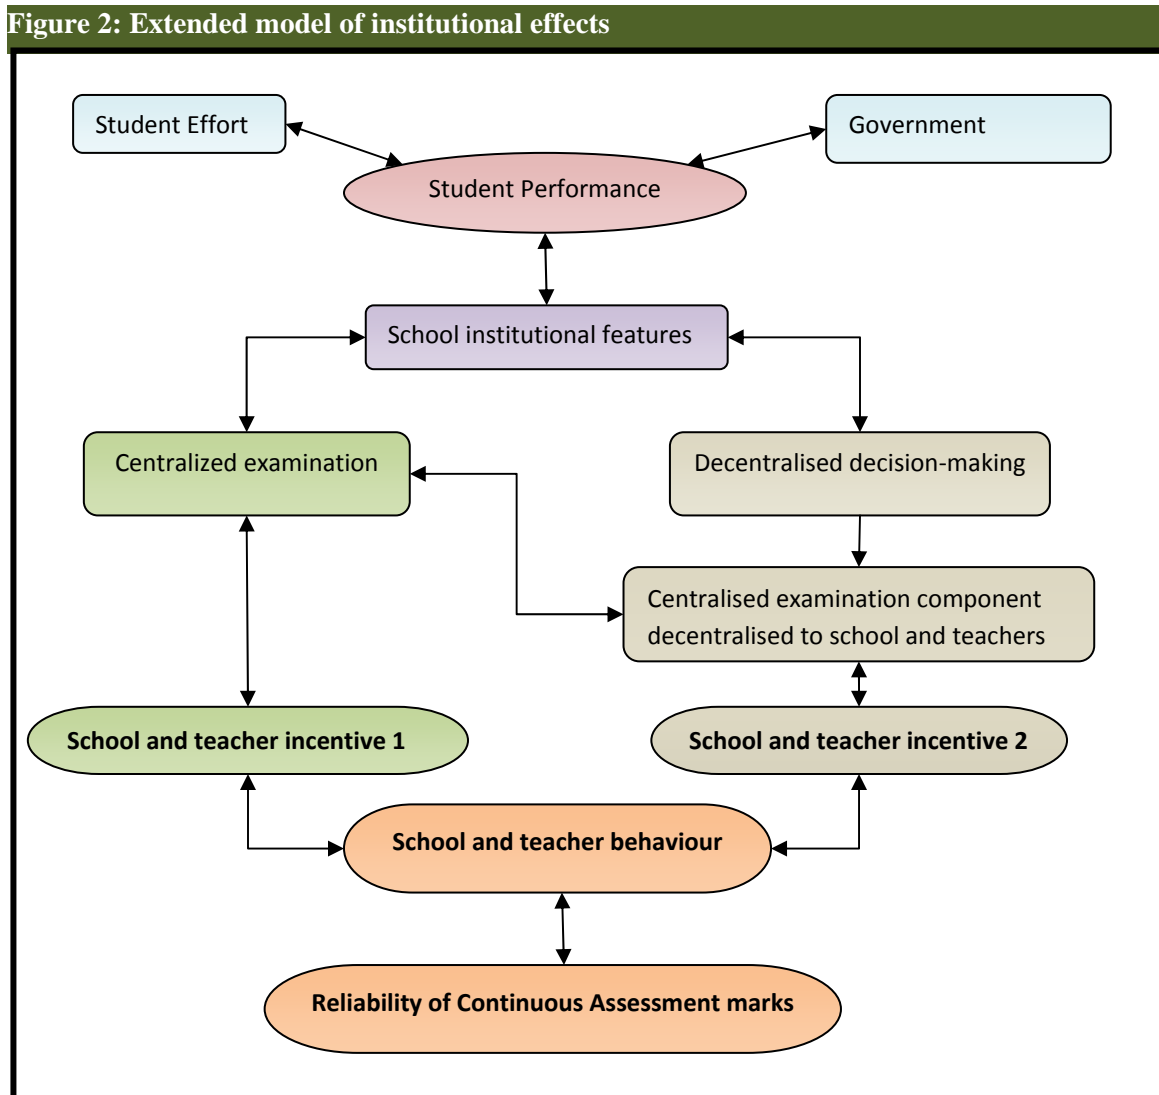 Figure 2: Extended model of institutional effects
Student Effort
Government
Student Performance
School institutional features
Centralized examination
Decentralised decision-making
Centralised examination component
decentralised to school and teachers
School and teacher incentive 1
School and teacher incentive 2
School and teacher behaviour
Reliability of Continuous Assessment marks